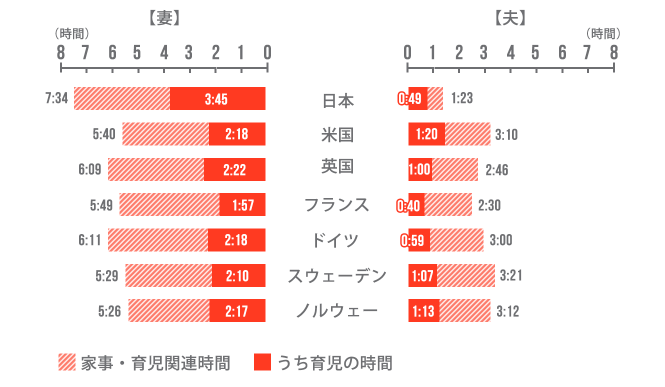 【妻】 【夫】
（時間） （時間）
8 7 6 5 4 3 2 1 0 0 1 2 3 4 5 6 7 8
7:34 3:45 日本 0:49 1:23
5:40 2:18 米国 1:20 3:10
6:09 2:22 英国 1:00 2:46
5:49 1:57 フランス 0:40 2:30
6:11 2:18 ドイツ 0:59 3:00
5:29 2:10 スウェーデン 1:07 3:21
5:26 2:17 ノルウェー 1:13 3:12
家事・育児関連時間 うち育児の時間